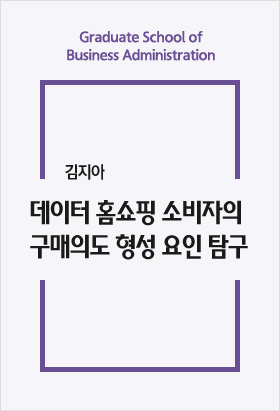 Graduate School of
Business Administration
김지아
데이터 홈쇼핑 소비자의
구매의도 형성 요인 탐구